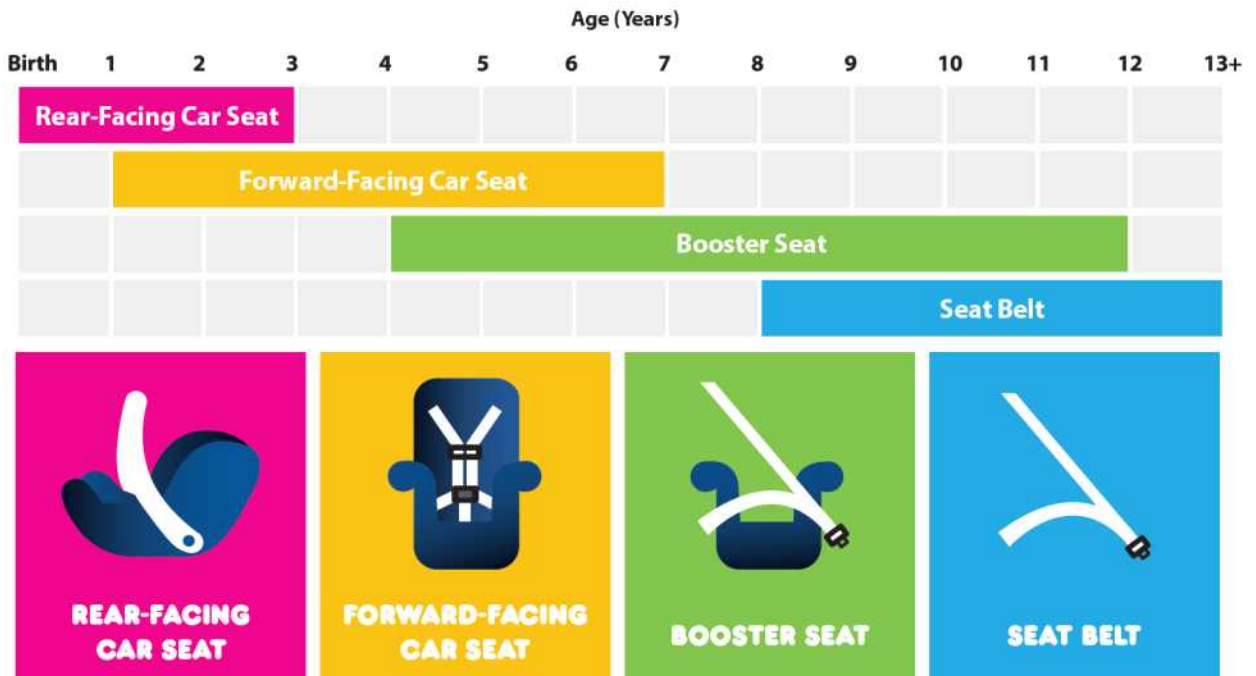 Age (Years)
Birth 1 2 3 4 5 6 7 8 9 10 11 12 13+
Rear-Facing Car Seat
Forward-Facing Car Seat
Booster Seat
Seat Belt
REAR-FACING
CAR SEAT
FORWARD-FACING
CAR SEAT
BOOSTER SEAT
SEAT BELT